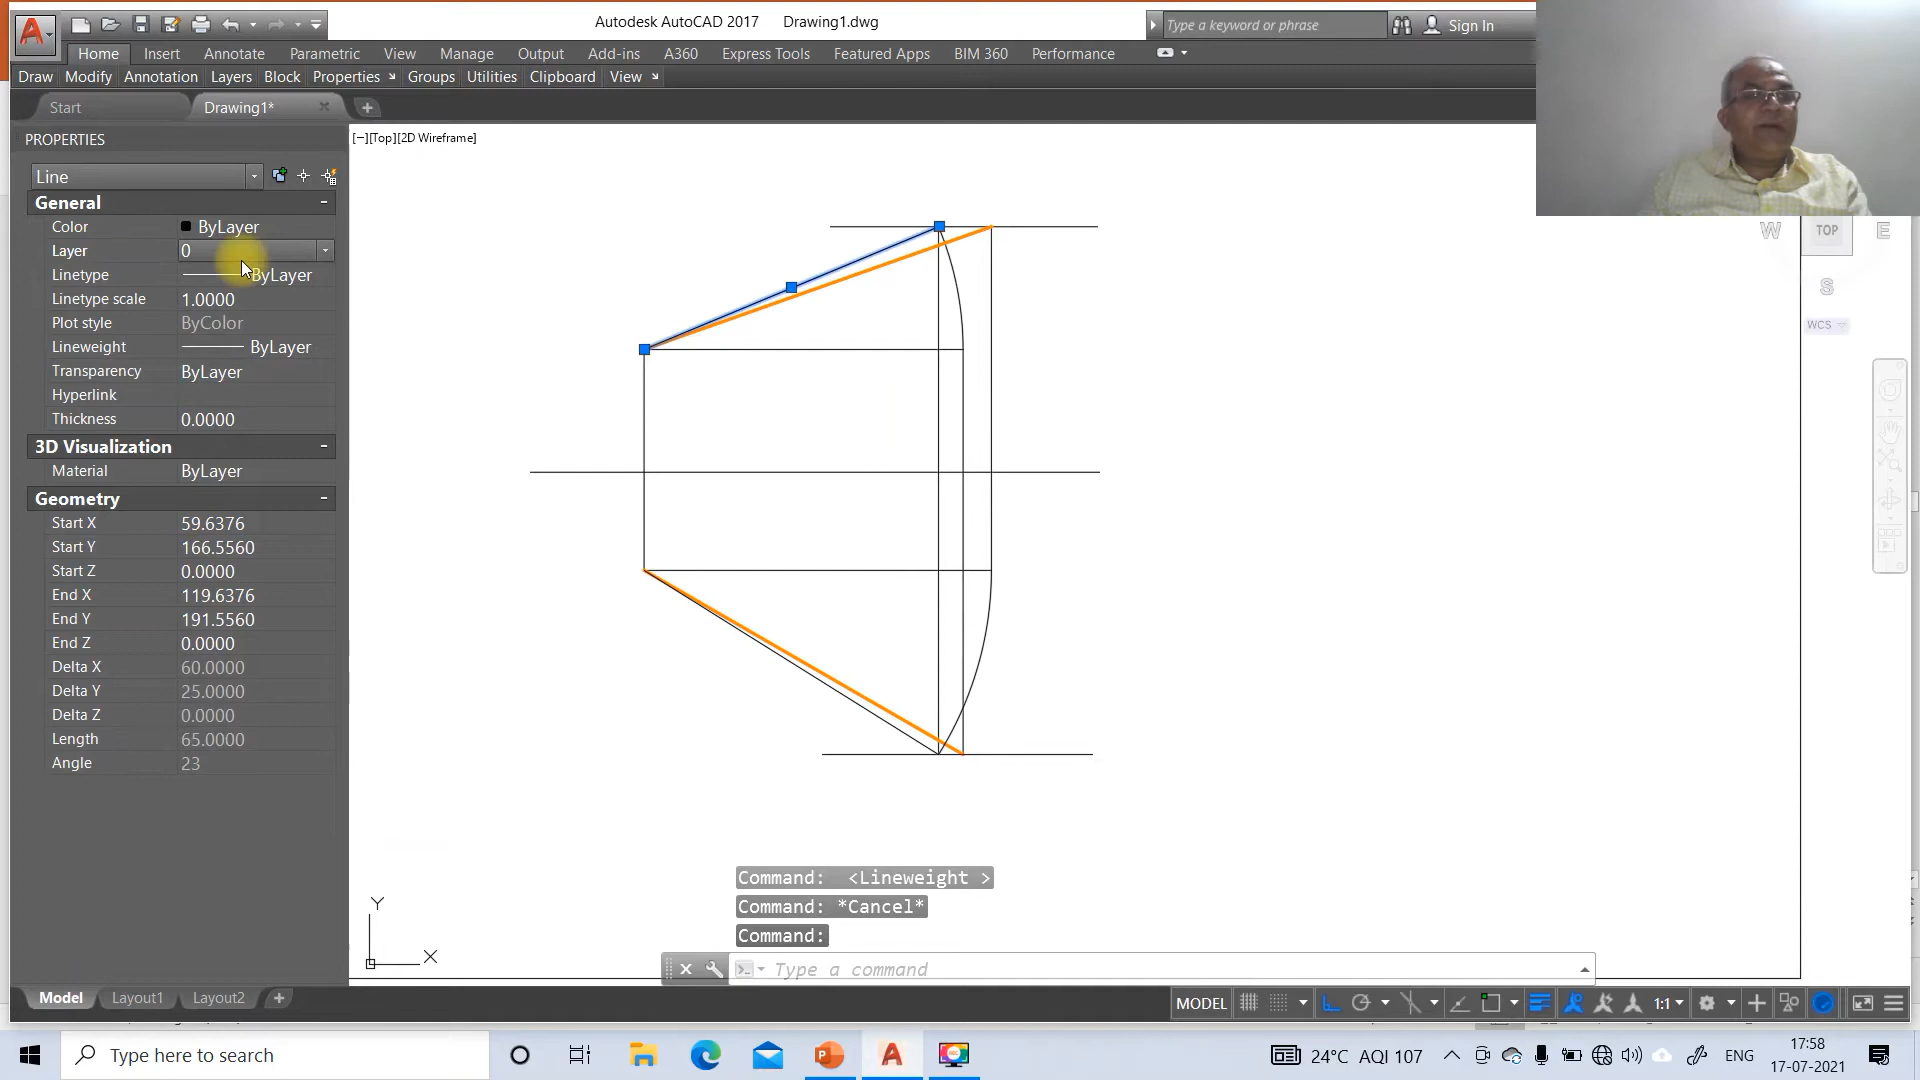 Autodesk AutoCAD 2017 Drawing1.dwg
Type a keyword or phrase
Sign In
Home Insert Annotate Parametric View Manage Output Add-ins A360 Express Tools Featured Apps BIM 360 Performance
Draw Modify Annotation Layers Block Properties Groups Utilities Clipboard View
Start Drawing1*
PROPERTIES
[−][Top][2D Wireframe]
Line
General
Color ByLayer
Layer 0
Linetype ByLayer
Linetype scale 1.0000
Plot style ByColor
Lineweight ByLayer
Transparency ByLayer
Hyperlink
Thickness 0.0000
3D Visualization
Material ByLayer
Geometry
Start X 59.6376
Start Y 166.5560
Start Z 0.0000
End X 119.6376
End Y 191.5560
End Z 0.0000
Delta X 60.0000
Delta Y 25.0000
Delta Z 0.0000
Length 65.0000
Angle 23
W TOP E
S
WCS
Command: <Lineweight >
Command: *Cancel*
Command:
Y
X
Type a command
Model Layout1 Layout2
MODEL 1:1
Type here to search
24°C AQI 107
ENG
17:58
17-07-2021